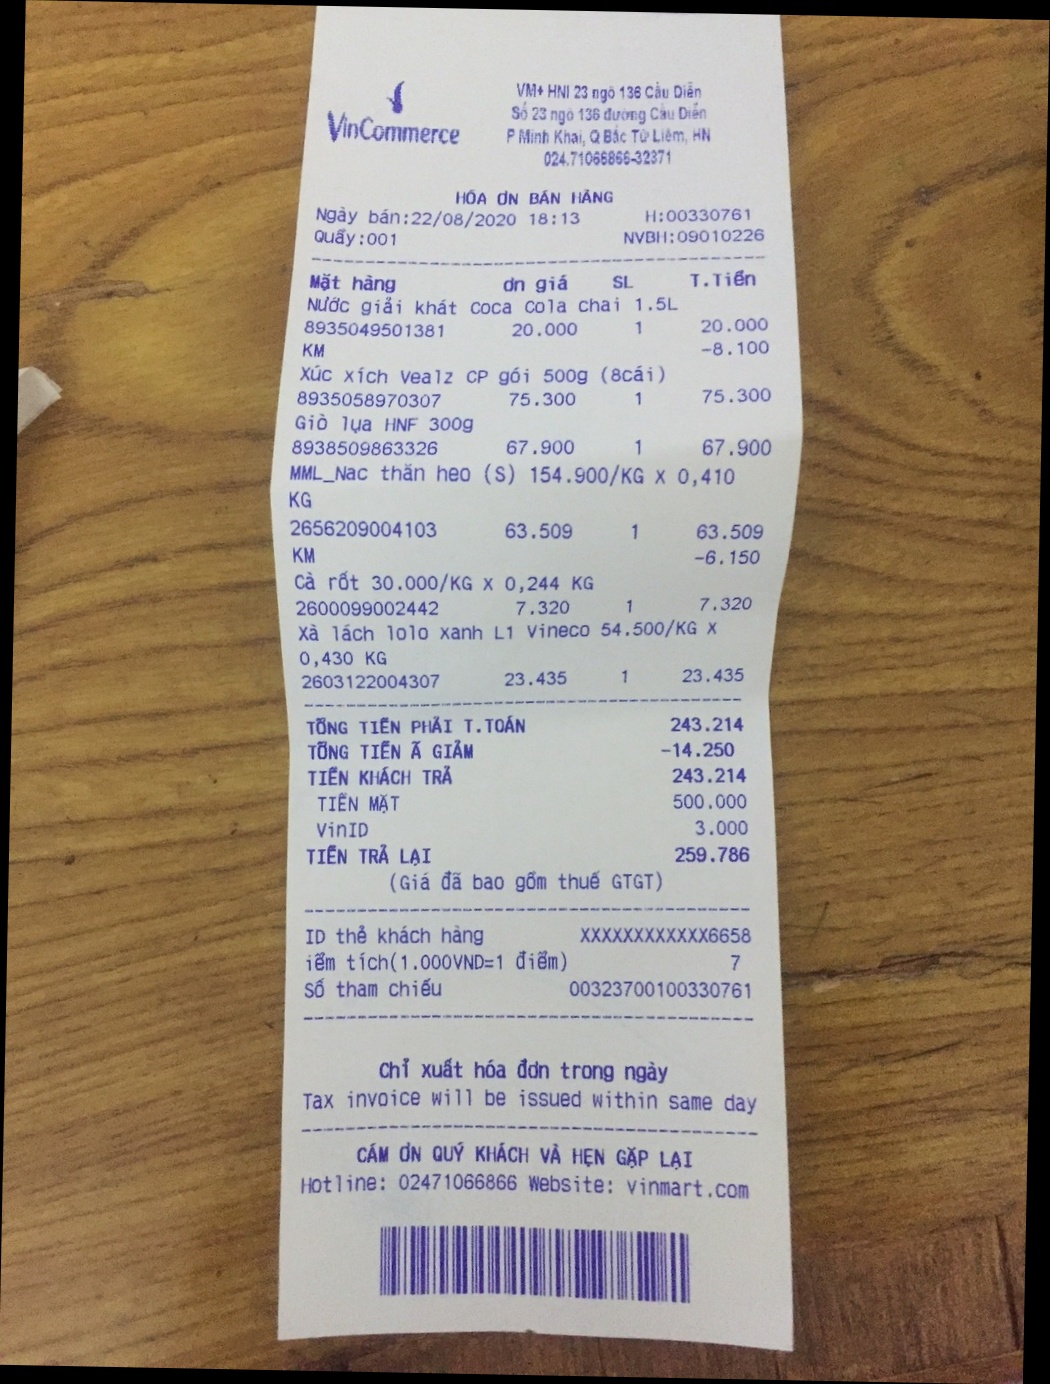 VinCommerce
VM+ HNI 23 ngõ 136 Cầu Diễn
Số 23 ngõ 136 đường Cầu Diễn
P Minh Khai, Q Bắc Từ Liêm, HN
024.71066866-32371
HÓA ƠN BÁN HÀNG
Ngày bán:22/08/2020 18:13 H:00330761
Quầy:001 NVBH:09010226
Mặt hàng ơn giá SL T.Tiền
Nước giải khát Coca Cola chai 1.5L
8935049501381 20.000 1 20.000
KM -8.100
Xúc xích Vealz CP gói 500g (8cái)
8935058970307 75.300 1 75.300
Giò lụa HNF 300g
8938509863326 67.900 1 67.900
MML_Nạc thăn heo (S) 154.900/KG X 0,410
KG
2656209004103 63.509 1 63.509
KM -6.150
Cà rốt 30.000/KG X 0,244 KG
2600099002442 7.320 1 7.320
Xà lách lolo xanh L1 Vineco 54.500/KG X
0,430 KG
2603122004307 23.435 1 23.435
TỔNG TIỀN PHẢI T.TOÁN 243.214
TỔNG TIỀN Ã GIẢM -14.250
TIỀN KHÁCH TRẢ 243.214
TIỀN MẶT 500.000
VinID 3.000
TIỀN TRẢ LẠI 259.786
(Giá đã bao gồm thuế GTGT)
ID thẻ khách hàng XXXXXXXXXXXX6658
iểm tích(1.000VND=1 điểm) 7
Số tham chiếu 00323700100330761
Chỉ xuất hóa đơn trong ngày
Tax invoice will be issued within same day
CÁM ƠN QUÝ KHÁCH VÀ HẸN GẶP LẠI
Hotline: 02471066866 Website: vinmart.com